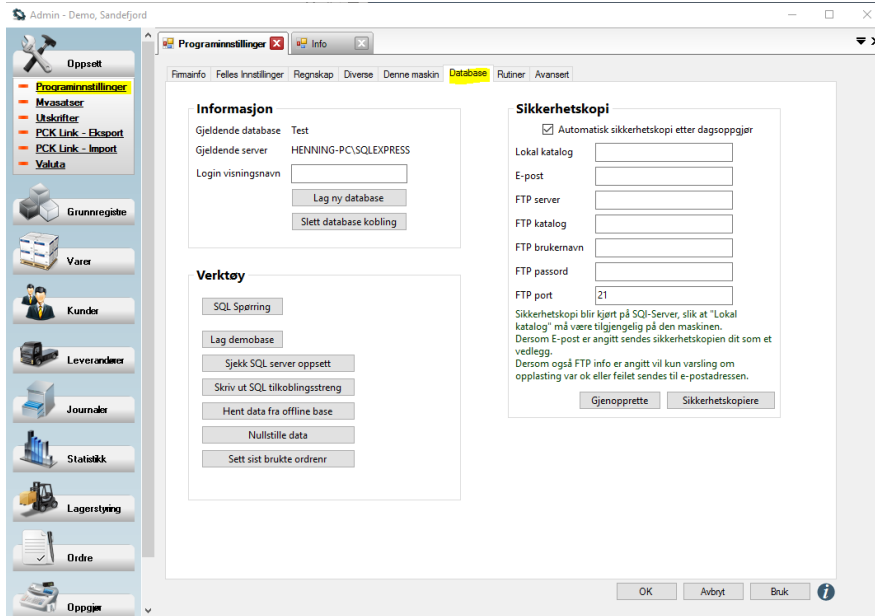 Admin - Demo, Sandefjord
Oppsett
Programinnstillinger
Mvasatser
Utskrifter
PCK Link - Eksport
PCK Link - Import
Valuta
Grunnregistre
Varer
Kunder
Leverandører
Journaler
Statistikk
Lagerstyring
Ordre
Oppgjør
Programinnstillinger
Info
Firmainfo
Felles Innstillinger
Regnskap
Diverse
Denne maskin
Database
Rutiner
Avansert
Informasjon
Gjeldende database Test
Gjeldende server HENNING-PC\SQLEXPRESS
Login visningsnavn
Lag ny database
Slett database kobling
Verktøy
SQL Spørring
Lag demobase
Sjekk SQL server oppsett
Skriv ut SQL tilkoblingsstreng
Hent data fra offline base
Nullstille data
Sett sist brukte ordrenr
Sikkerhetskopi
Automatisk sikkerhetskopi etter dagsoppgjør
Lokal katalog
E-post
FTP server
FTP katalog
FTP brukernavn
FTP passord
FTP port 21
Sikkerhetskopi blir kjørt på SQl-Server, slik at "Lokal
katalog" må være tilgjengelig på den maskinen.
Dersom E-post er angitt sendes sikkerhetskopien dit som et
vedlegg.
Dersom også FTP info er angitt vil kun varsling om
opplasting var ok eller feilet sendes til e-postadressen.
Gjenopprette
Sikkerhetskopiere
OK
Avbryt
Bruk